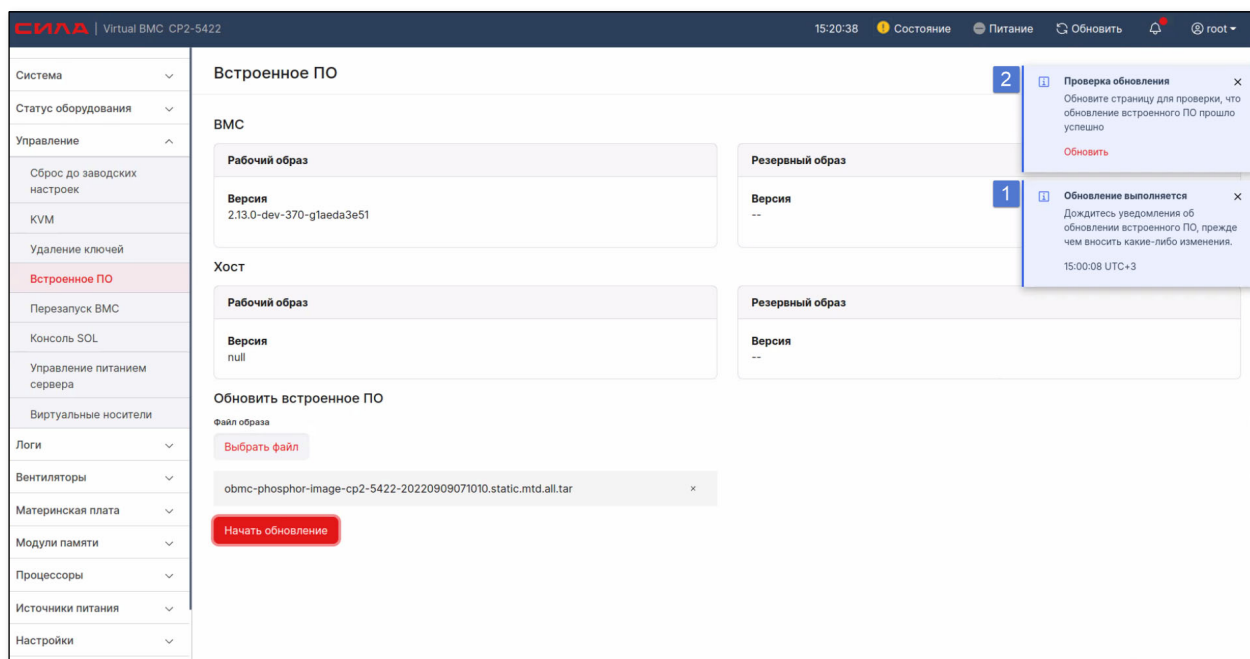 СИЛА | Virtual BMC CP2-5422
15:20:38
Состояние
Питание
Обновить
root
Система
Статус оборудования
Управление
Сброс до заводских
настроек
KVM
Удаление ключей
Встроенное ПО
Перезапуск BMC
Консоль SOL
Управление питанием
сервера
Виртуальные носители
Логи
Вентиляторы
Материнская плата
Модули памяти
Процессоры
Источники питания
Настройки
Встроенное ПО
BMC
Рабочий образ
Версия
2.13.0-dev-370-g1aeda3e51
Резервный образ
Версия
--
Хост
Рабочий образ
Версия
null
Резервный образ
Версия
--
Обновить встроенное ПО
Файл образа
Выбрать файл
obmc-phosphor-image-cp2-5422-20220909071010.static.mtd.all.tar ×
Начать обновление
2
Проверка обновления ×
Обновите страницу для проверки, что
обновление встроенного ПО прошло
успешно
Обновить
1
Обновление выполняется ×
Дождитесь уведомления об
обновлении встроенного ПО, прежде
чем вносить какие-либо изменения.
15:00:08 UTC+3